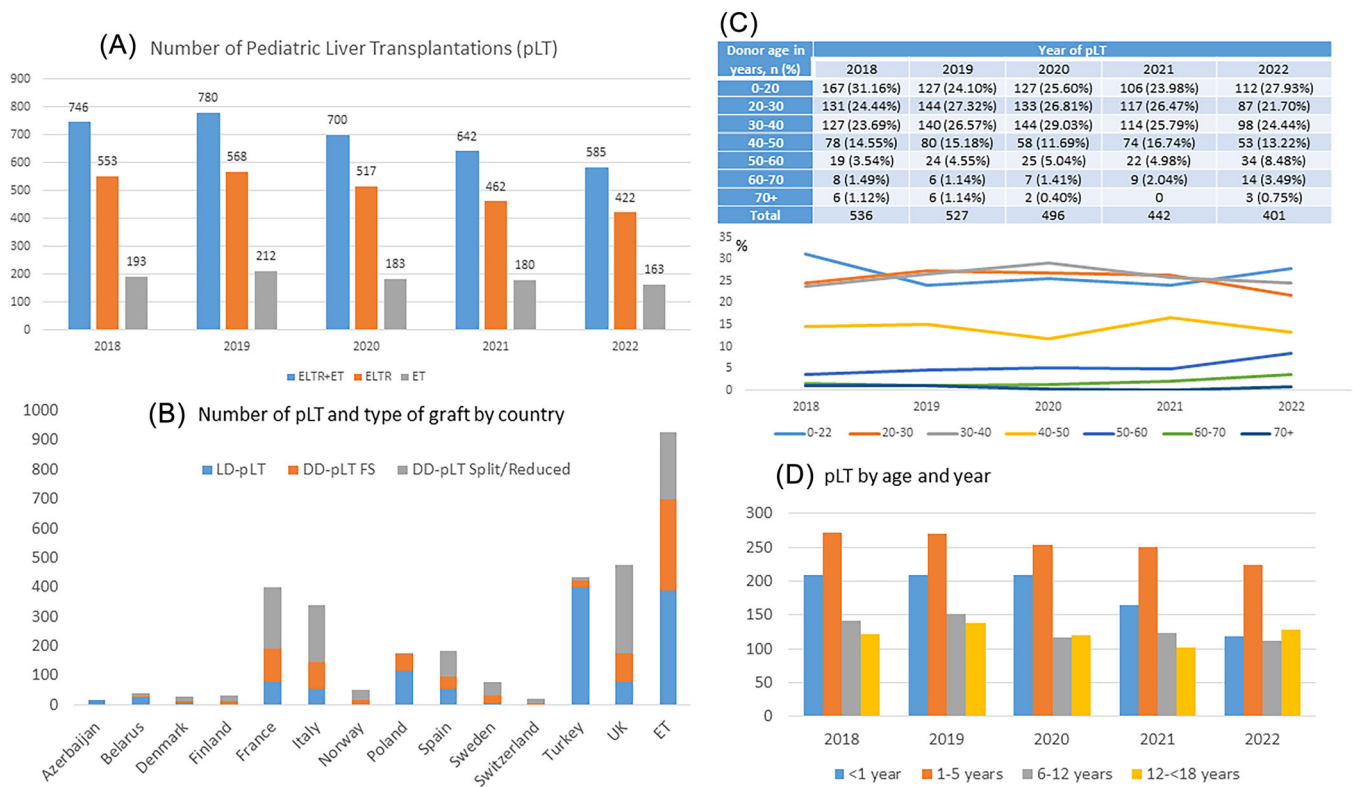 (A) Number of Pediatric Liver Transplantations (pLT)
900
800
700
600
500
400
300
200
100
0
746 553 193
780 568 212
700 517 183
642 462 180
585 422 163
2018 2019 2020 2021 2022
ELTR+ET ELTR ET
(B) Number of pLT and type of graft by country
LD-pLT DD-pLT FS DD-pLT Split/Reduced
1000
900
800
700
600
500
400
300
200
100
0
Azerbaijan Belarus Denmark Finland France Italy Norway Poland Spain Sweden Switzerland Turkey UK ET
(C)
Donor age in Year of pLT
years, n (%) 2018 2019 2020 2021 2022
0-20 167 (31.16%) 127 (24.10%) 127 (25.60%) 106 (23.98%) 112 (27.93%)
20-30 131 (24.44%) 144 (27.32%) 133 (26.81%) 117 (26.47%) 87 (21.70%)
30-40 127 (23.69%) 140 (26.57%) 144 (29.03%) 114 (25.79%) 98 (24.44%)
40-50 78 (14.55%) 80 (15.18%) 58 (11.69%) 74 (16.74%) 53 (13.22%)
50-60 19 (3.54%) 24 (4.55%) 25 (5.04%) 22 (4.98%) 34 (8.48%)
60-70 8 (1.49%) 6 (1.14%) 7 (1.41%) 9 (2.04%) 14 (3.49%)
70+ 6 (1.12%) 6 (1.14%) 2 (0.40%) 0 3 (0.75%)
Total 536 527 496 442 401
%
35
30
25
20
15
10
5
0
2018 2019 2020 2021 2022
0-22 20-30 30-40 40-50 50-60 60-70 70+
(D) pLT by age and year
300
250
200
150
100
50
0
2018 2019 2020 2021 2022
<1 year 1-5 years 6-12 years 12-<18 years